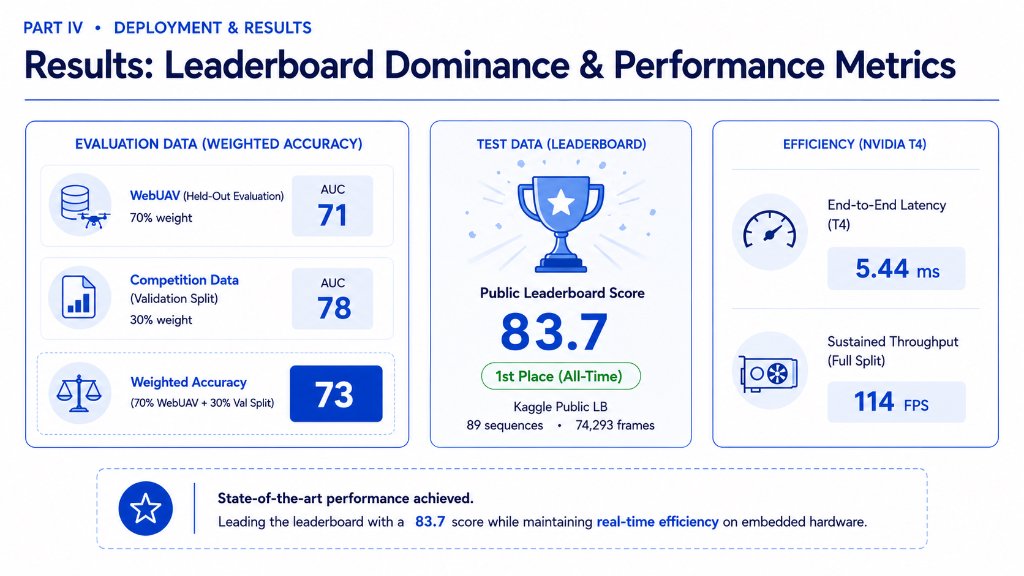 PART IV • DEPLOYMENT & RESULTS
Results: Leaderboard Dominance & Performance Metrics
EVALUATION DATA (WEIGHTED ACCURACY)
WebUAV (Held-Out Evaluation)
70% weight
AUC
71
Competition Data
(Validation Split)
30% weight
AUC
78
Weighted Accuracy
(70% WebUAV + 30% Val Split)
73
TEST DATA (LEADERBOARD)
Public Leaderboard Score
83.7
1st Place (All-Time)
Kaggle Public LB
89 sequences • 74,293 frames
EFFICIENCY (NVIDIA T4)
End-to-End Latency
(T4)
5.44 ms
Sustained Throughput
(Full Split)
114 FPS
State-of-the-art performance achieved.
Leading the leaderboard with a 83.7 score while maintaining real-time efficiency on embedded hardware.